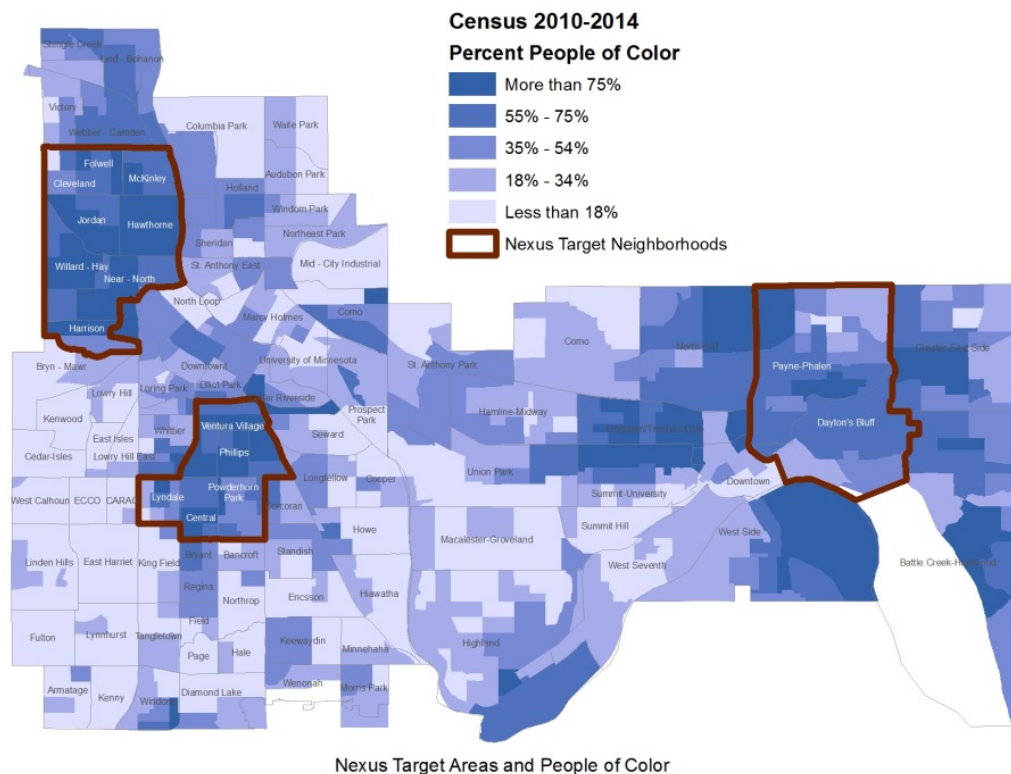 Census 2010-2014
Percent People of Color
More than 75%
55% - 75%
35% - 54%
18% - 34%
Less than 18%
Nexus Target Neighborhoods
Shingle Creek
Lind - Bohanon
Victory
Webber - Camden
Columbia Park
Waite Park
Folwell
McKinley
Cleveland
Audubon Park
Holland
Jordan
Hawthorne
Windom Park
Northeast Park
Sheridan
Willard - Hay
Near - North
St. Anthony East
Mid - City Industrial
North Loop
Marcy Holmes
Como
Harrison
Bryn - Mawr
Downtown
University of Minnesota
Como
North End
Greater East Side
Loring Park
Elliot Park
St. Anthony Park
Payne-Phalen
Lowry Hill
Cedar Riverside
Prospect
Park
Hamline-Midway
Kenwood
Whittier
Ventura Village
Seward
Dayton's Bluff
East Isles
Cedar-Isles
Lowry Hill East
Phillips
Longfellow
Cooper
Union Park
Summit-University
Downtown
West Calhoun
ECCO
CARAG
Lyndale
Powderhorn
Park
Corcoran
Central
Howe
Macalester-Groveland
Summit Hill
West Side
Linden Hills
East Harriet
King Field
Bryant
Bancroft
Standish
West Seventh
Battle Creek-Highwood
Regina
Northrop
Ericsson
Hiawatha
Fulton
Lynnhurst
Tangletown
Field
Page
Hale
Keewaydin
Minnehaha
Highland
Armatage
Kenny
Windom
Diamond Lake
Wenonah
Morris Park
Nexus Target Areas and People of Color